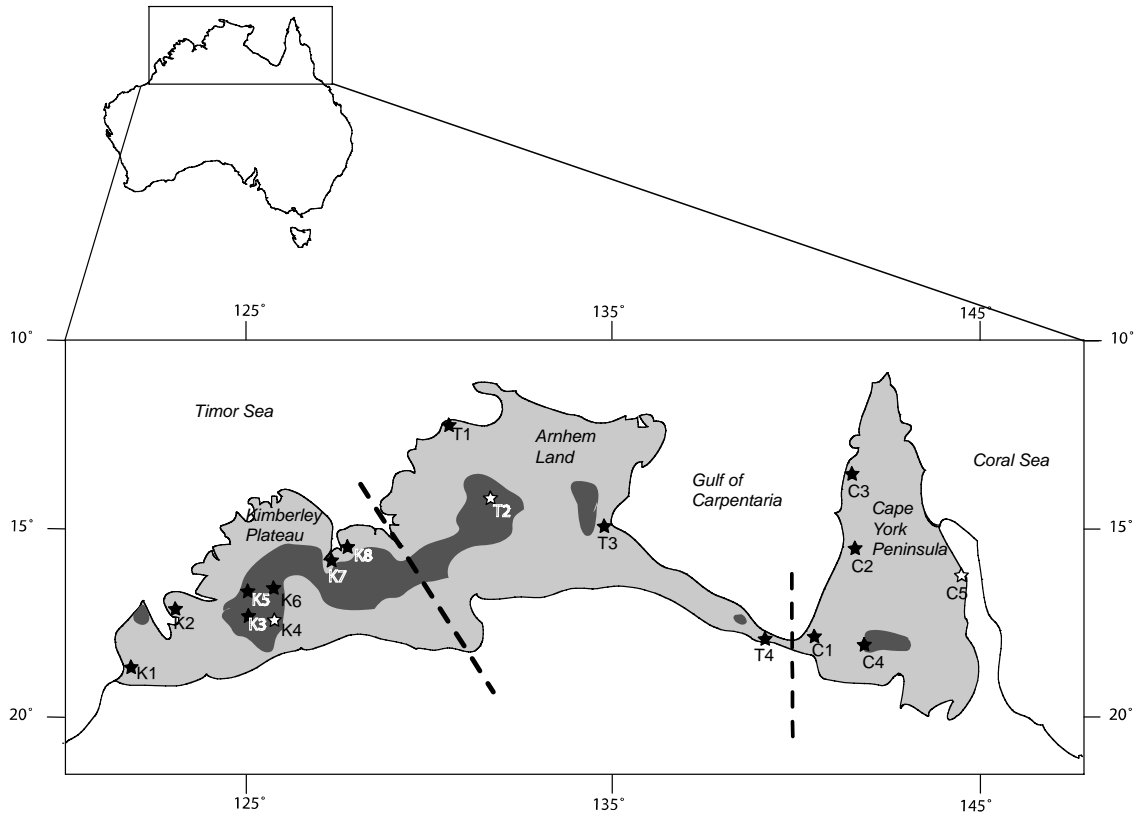 125˚
135˚
145˚
10˚
10˚
Timor Sea
Arnhem
Land
T1
Coral Sea
Gulf of
Carpentaria
C3
Cape
York
Peninsula
Kimberley
Plateau
T2
15˚
15˚
T3
K8
K7
C2
C5
K5
K6
K2
K3
K4
T4
C1
C4
K1
20˚
20˚
125˚
135˚
145˚